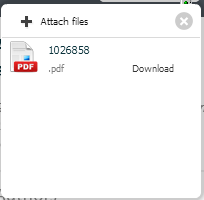 Attach files
1026858
PDF
.pdf Download